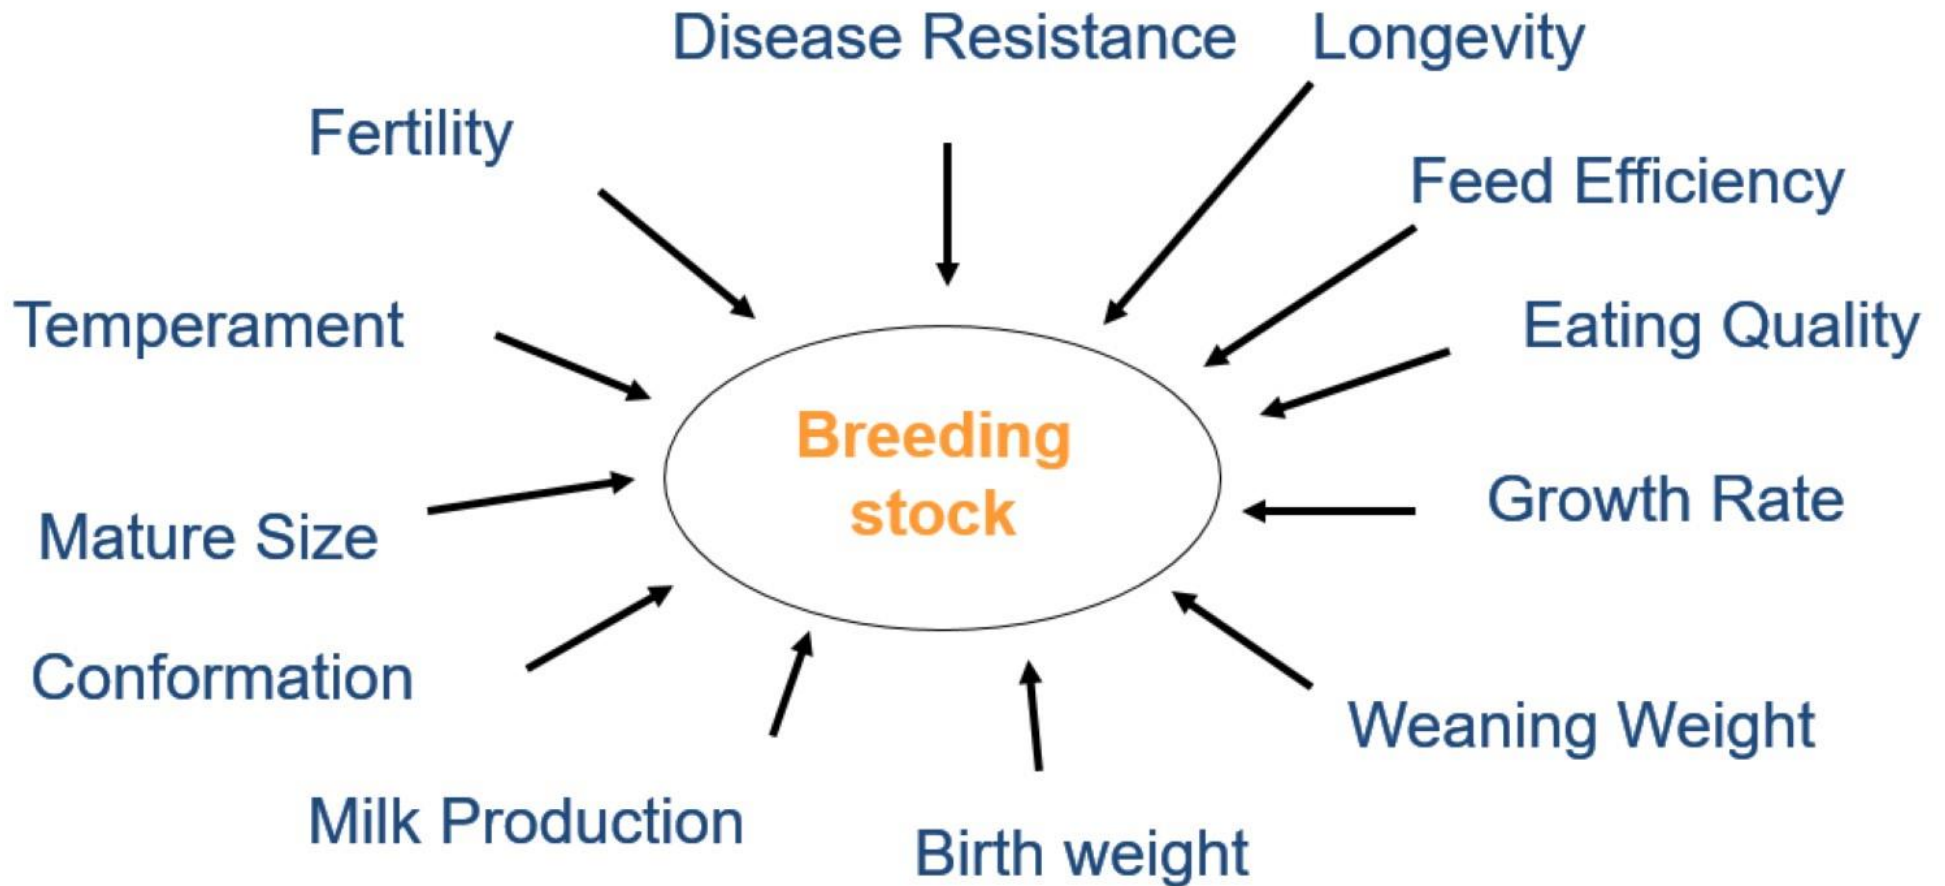 Disease Resistance
Longevity
Fertility
Feed Efficiency
Temperament
Eating Quality
Breeding
stock
Mature Size
Growth Rate
Conformation
Weaning Weight
Milk Production
Birth weight